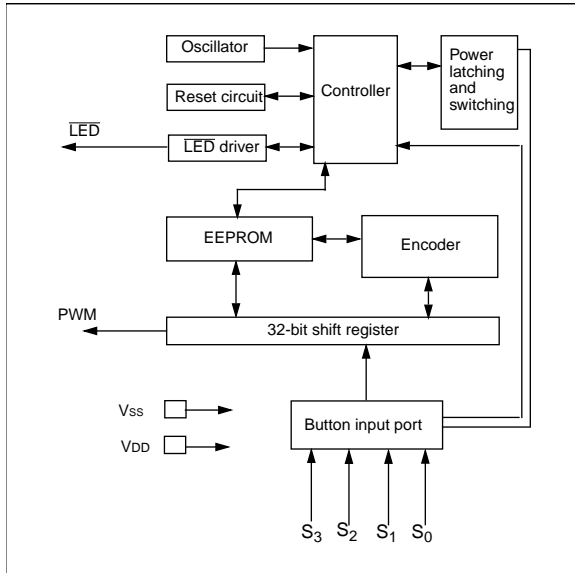 Oscillator
Reset circuit
LED driver
LED
Controller
Power
latching
and
switching
EEPROM
Encoder
PWM
32-bit shift register
VSS
VDD
Button input port
S3
S2
S1
S0